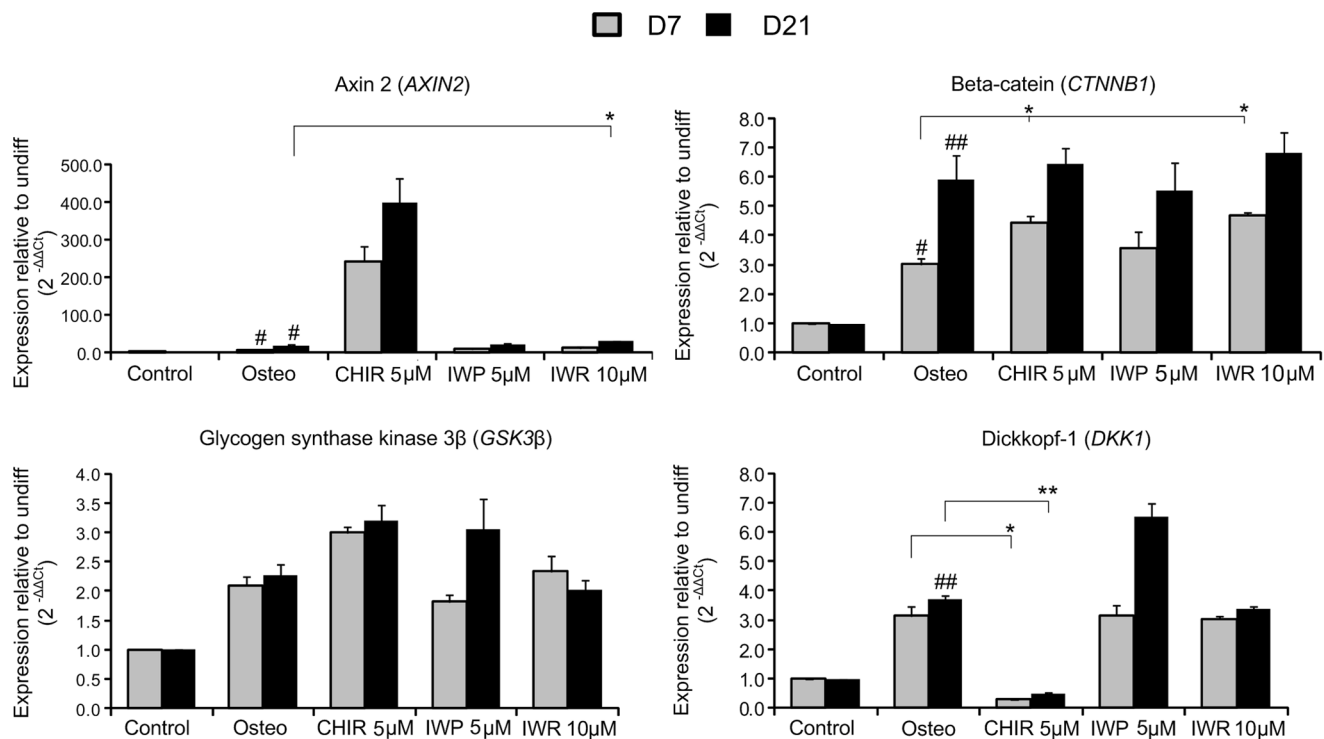 D7 D21
Axin 2 (AXIN2)
*
Expression relative to undiff
(2 -ΔΔCt)
500.0
400.0
300.0
200.0
100.0
0.0
# #
Control Osteo CHIR 5µM IWP 5µM IWR 10µM
Beta-catein (CTNNB1)
* *
Expression relative to undiff
(2 -ΔΔCt)
8.0
7.0
6.0
5.0
4.0
3.0
2.0
1.0
0.0
##
#
Control Osteo CHIR 5µM IWP 5µM IWR 10µM
Glycogen synthase kinase 3β (GSK3β)
Expression relative to undiff
(2 -ΔΔCt)
4.0
3.5
3.0
2.5
2.0
1.5
1.0
0.5
0.0
Control Osteo CHIR 5µM IWP 5µM IWR 10µM
Dickkopf-1 (DKK1)
**
*
Expression relative to undiff
(2 -ΔΔCt)
8.0
7.0
6.0
5.0
4.0
3.0
2.0
1.0
0.0
##
Control Osteo CHIR 5µM IWP 5µM IWR 10µM